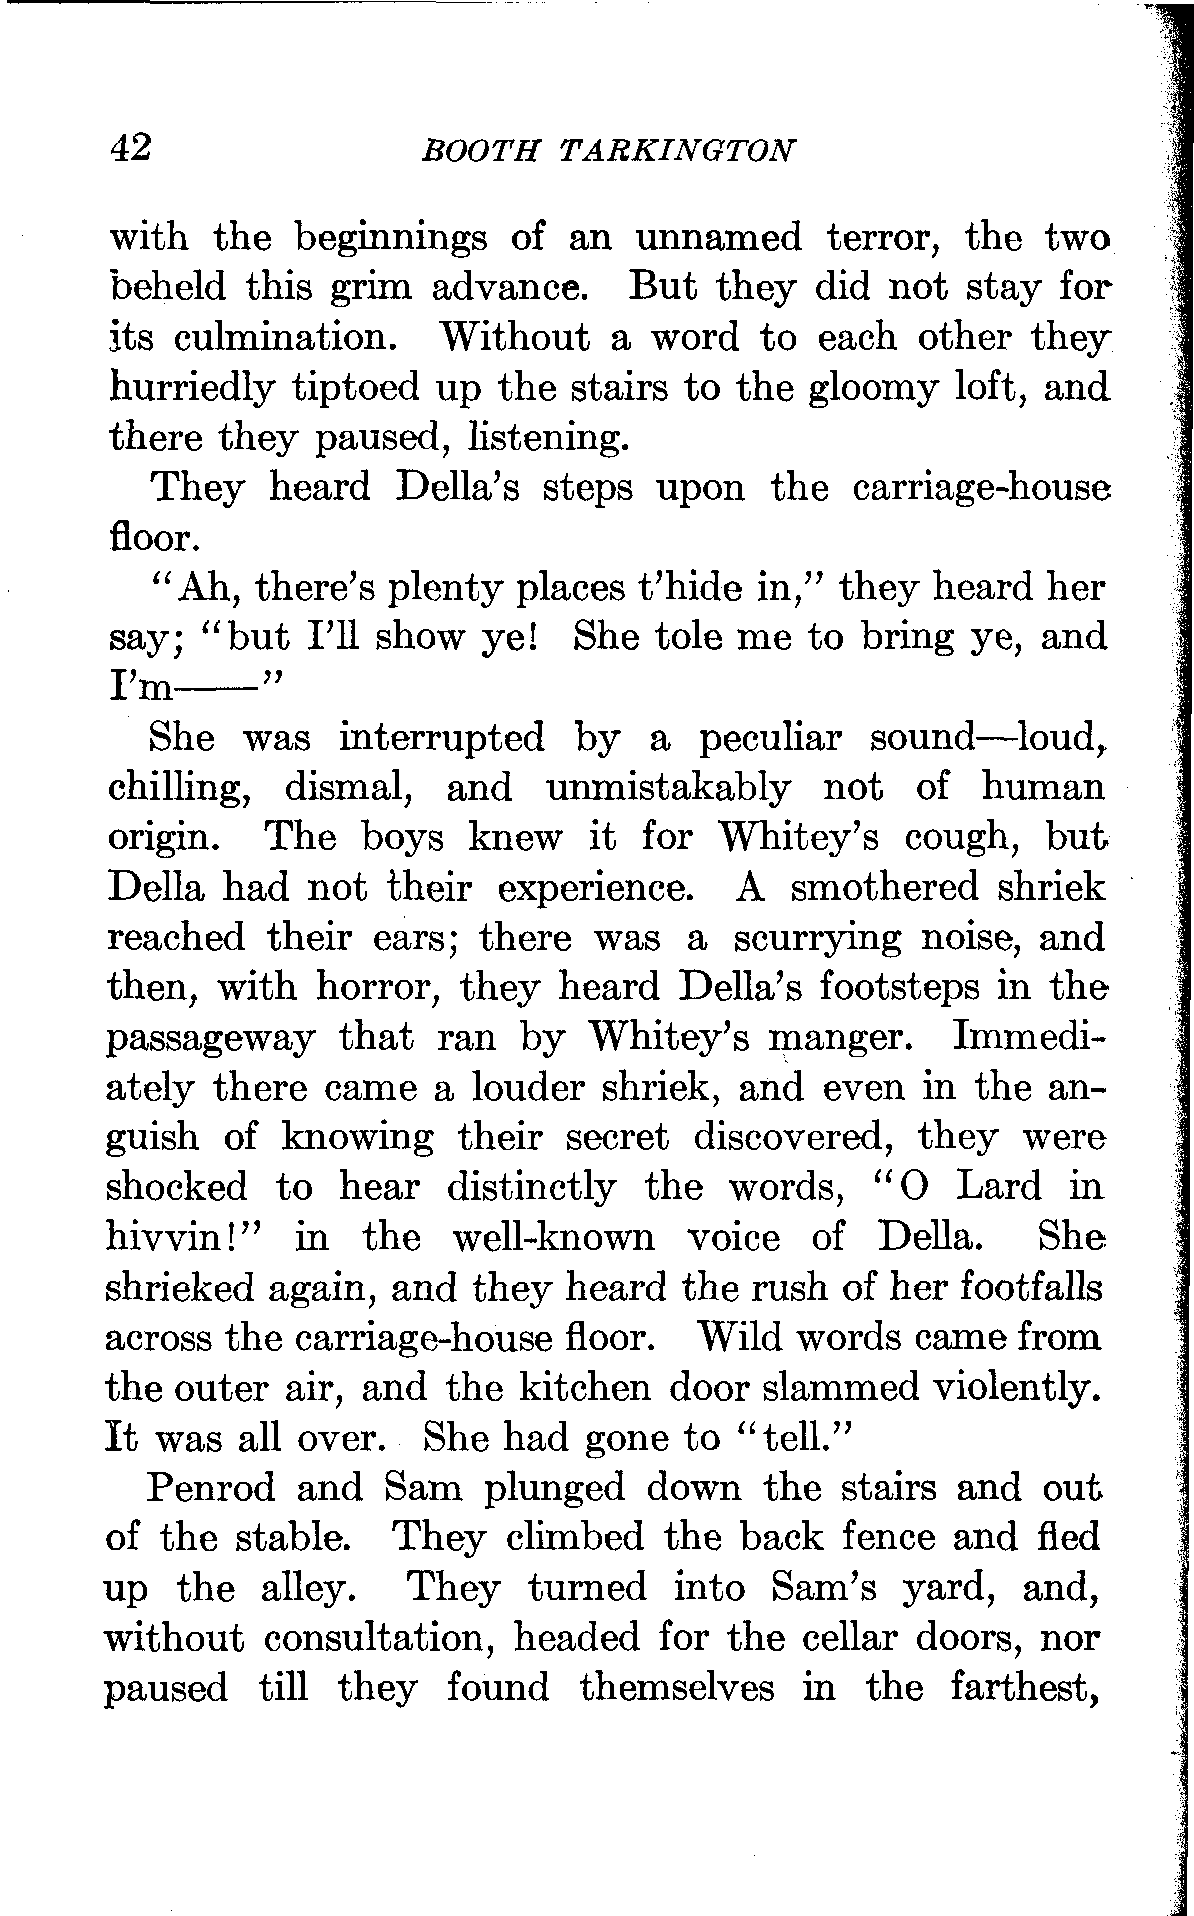 42 BOOTH TARKINGTON
with the beginnings of an unnamed terror, the two
beheld this grim advance. But they did not stay for
its culmination. Without a word to each other they
hurriedly tiptoed up the stairs to the gloomy loft, and
there they paused, listening.
They heard Della's steps upon the carriage-house
floor.
"Ah, there's plenty places t'hide in," they heard her
say; "but I'll show ye! She tole me to bring ye, and
I'm——"
She was interrupted by a peculiar sound—loud,
chilling, dismal, and unmistakably not of human
origin. The boys knew it for Whitey's cough, but
Della had not their experience. A smothered shriek
reached their ears; there was a scurrying noise, and
then, with horror, they heard Della's footsteps in the
passageway that ran by Whitey's manger. Immedi-
ately there came a louder shriek, and even in the an-
guish of knowing their secret discovered, they were
shocked to hear distinctly the words, "O Lard in
hivvin!" in the well-known voice of Della. She
shrieked again, and they heard the rush of her footfalls
across the carriage-house floor. Wild words came from
the outer air, and the kitchen door slammed violently.
It was all over. She had gone to "tell."
Penrod and Sam plunged down the stairs and out
of the stable. They climbed the back fence and fled
up the alley. They turned into Sam's yard, and,
without consultation, headed for the cellar doors, nor
paused till they found themselves in the farthest,